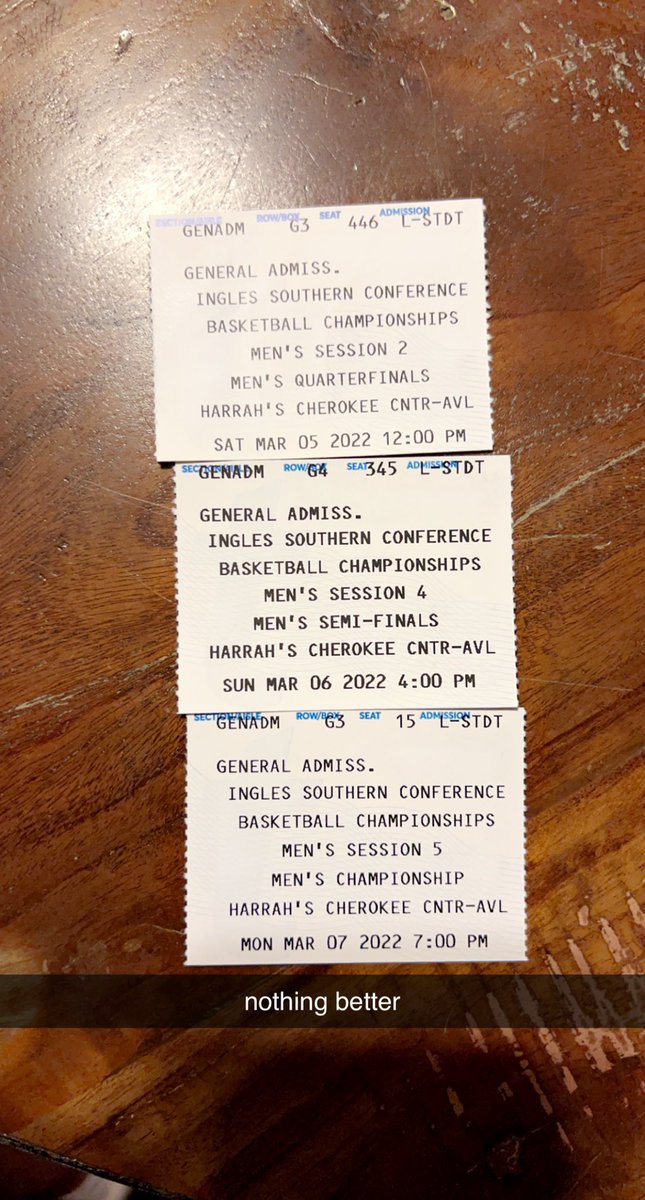 SECTION/AISLE ROW/BOX SEAT ADMISSION
GENADM G3 446 L-STDT
GENERAL ADMISS.
INGLES SOUTHERN CONFERENCE
BASKETBALL CHAMPIONSHIPS
MEN'S SESSION 2
MEN'S QUARTERFINALS
HARRAH'S CHEROKEE CNTR-AVL
SAT MAR 05 2022 12:00 PM
SECTION/AISLE ROW/BOX SEAT ADMISSION
GENADM G4 345 L-STDT
GENERAL ADMISS.
INGLES SOUTHERN CONFERENCE
BASKETBALL CHAMPIONSHIPS
MEN'S SESSION 4
MEN'S SEMI-FINALS
HARRAH'S CHEROKEE CNTR-AVL
SUN MAR 06 2022 4:00 PM
SECTION/AISLE ROW/BOX SEAT ADMISSION
GENADM G3 15 L-STDT
GENERAL ADMISS.
INGLES SOUTHERN CONFERENCE
BASKETBALL CHAMPIONSHIPS
MEN'S SESSION 5
MEN'S CHAMPIONSHIP
HARRAH'S CHEROKEE CNTR-AVL
MON MAR 07 2022 7:00 PM
nothing better